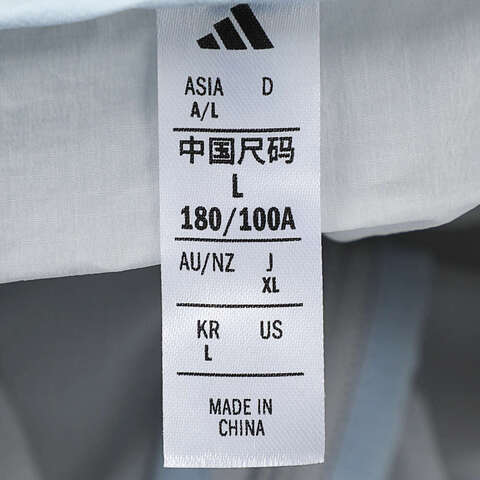 ASIA D
A/L
中国尺码
L
180/100A
AU/NZ J
XL
KR US
L
MADE IN
CHINA